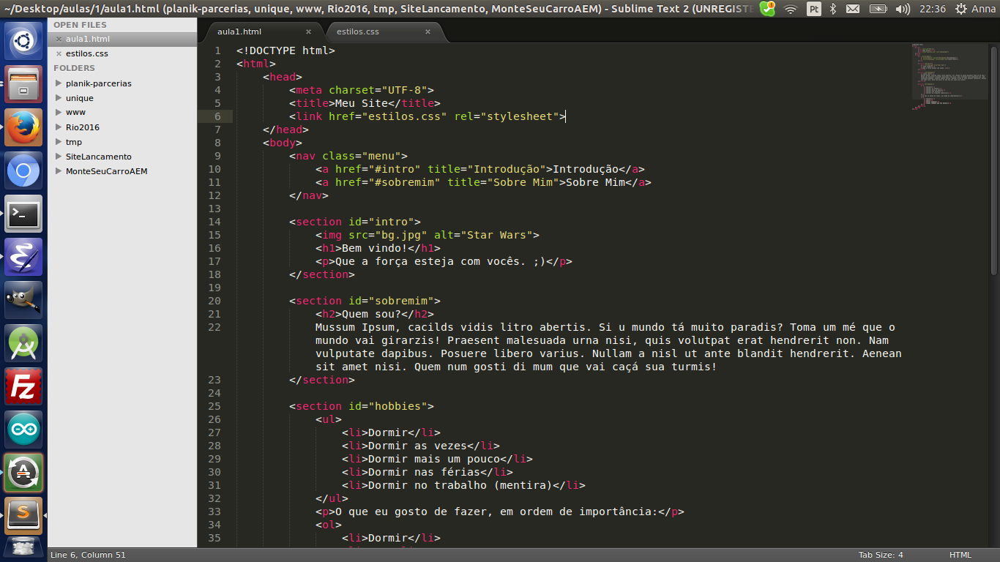 ~/Desktop/aulas/1/aula1.html (planik-parcerias, unique, www, Rio2016, tmp, SiteLancamento, MonteSeuCarroAEM) - Sublime Text 2 (UNREGISTE
Pt
22:36
Anna
OPEN FILES
aula1.html
estilos.css
FOLDERS
planik-parcerias
unique
www
Rio2016
tmp
SiteLancamento
MonteSeuCarroAEM
aula1.html
estilos.css
1 <!DOCTYPE html>
2 <html>
3 <head>
4 <meta charset="UTF-8">
5 <title>Meu Site</title>
6 <link href="estilos.css" rel="stylesheet">
7 </head>
8 <body>
9 <nav class="menu">
10 <a href="#intro" title="Introdução">Introdução</a>
11 <a href="#sobremim" title="Sobre Mim">Sobre Mim</a>
12 </nav>
13
14 <section id="intro">
15 <img src="bg.jpg" alt="Star Wars">
16 <h1>Bem vindo!</h1>
17 <p>Que a força esteja com vocês. ;)</p>
18 </section>
19
20 <section id="sobremim">
21 <h2>Quem sou?</h2>
22 Mussum Ipsum, cacilds vidis litro abertis. Si u mundo tá muito paradis? Toma um mé que o
mundo vai girarzis! Praesent malesuada urna nisi, quis volutpat erat hendrerit non. Nam
vulputate dapibus. Posuere libero varius. Nullam a nisl ut ante blandit hendrerit. Aenean
sit amet nisi. Quem num gosti di mum que vai caçá sua turmis!
23 </section>
24
25 <section id="hobbies">
26 <ul>
27 <li>Dormir</li>
28 <li>Dormir as vezes</li>
29 <li>Dormir mais um pouco</li>
30 <li>Dormir nas férias</li>
31 <li>Dormir no trabalho (mentira)</li>
32 </ul>
33 <p>O que eu gosto de fazer, em ordem de importância:</p>
34 <ol>
35 <li>Dormir</li>
Line 6, Column 51
Tab Size: 4
HTML